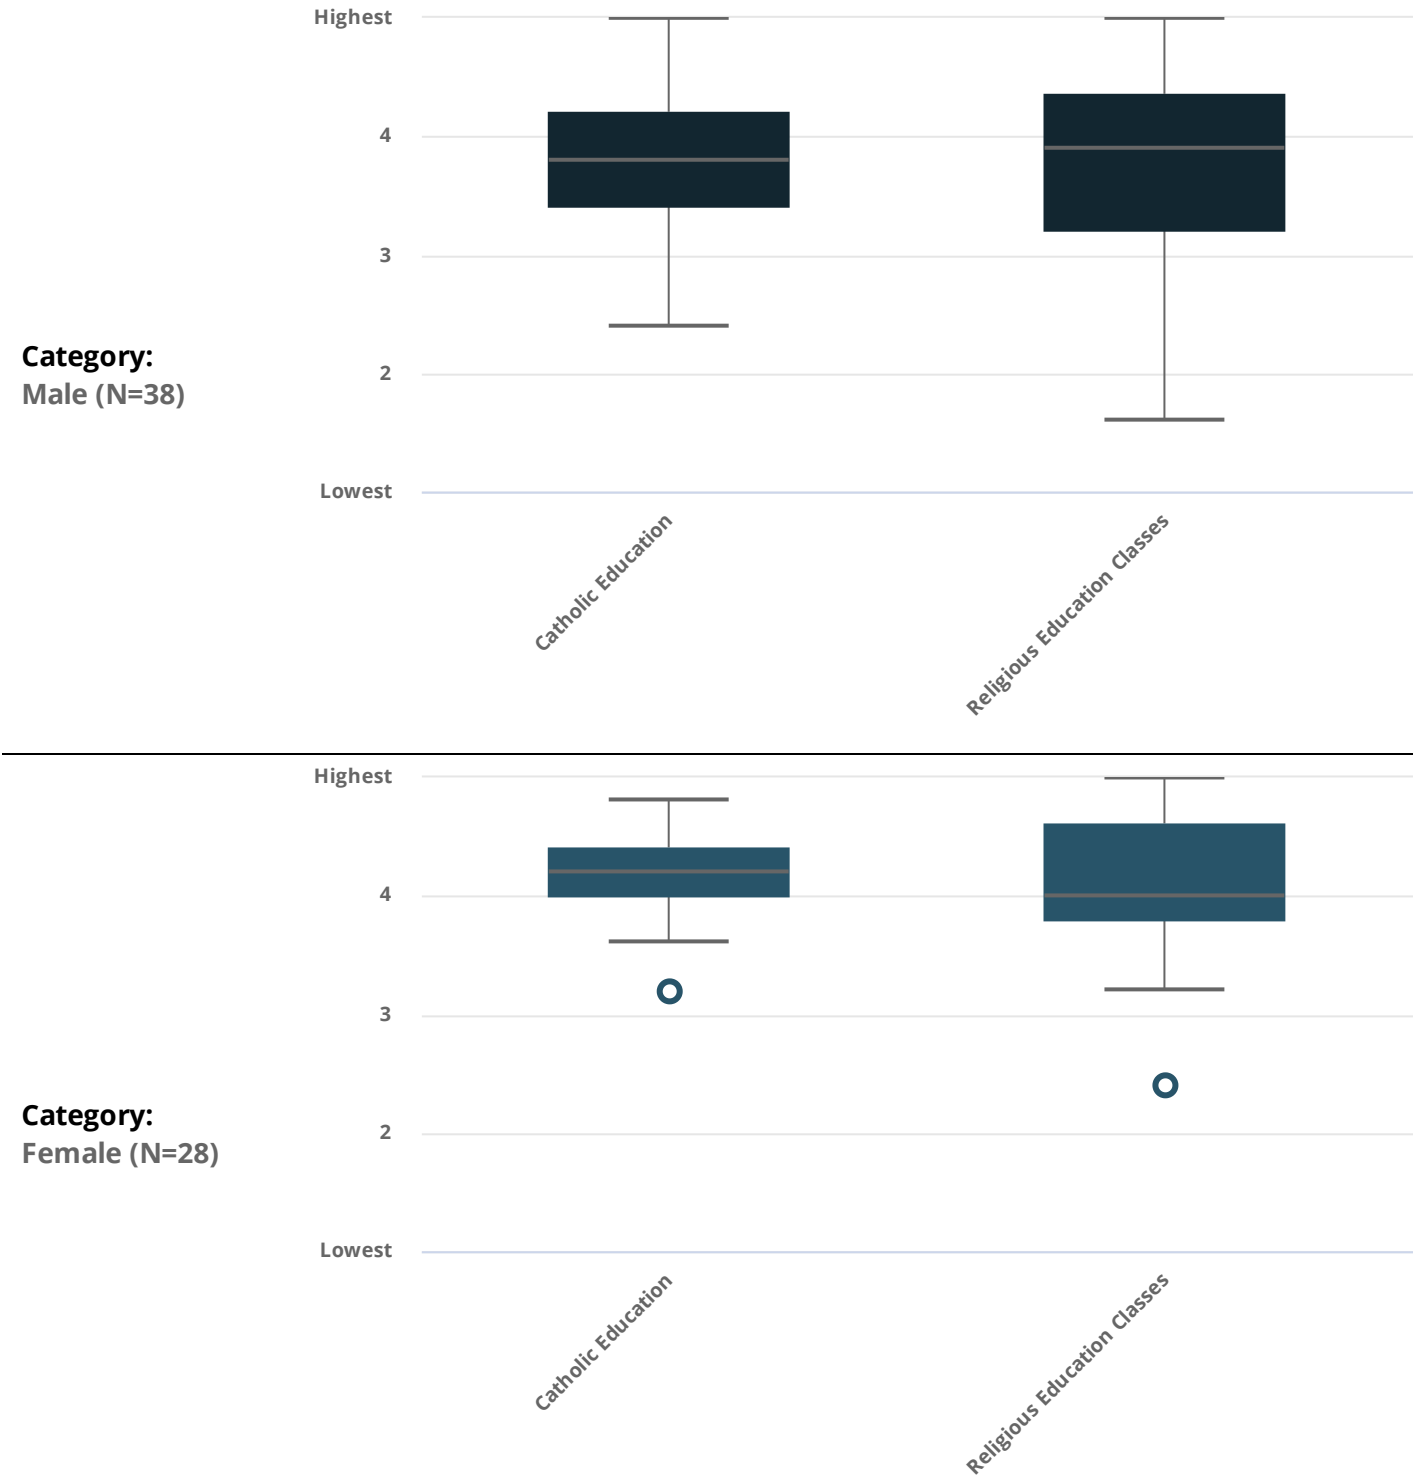 Highest
4
3
2
Lowest
Category:
Male (N=38)
Catholic Education
Religious Education Classes
Highest
4
3
2
Lowest
Category:
Female (N=28)
Catholic Education
Religious Education Classes